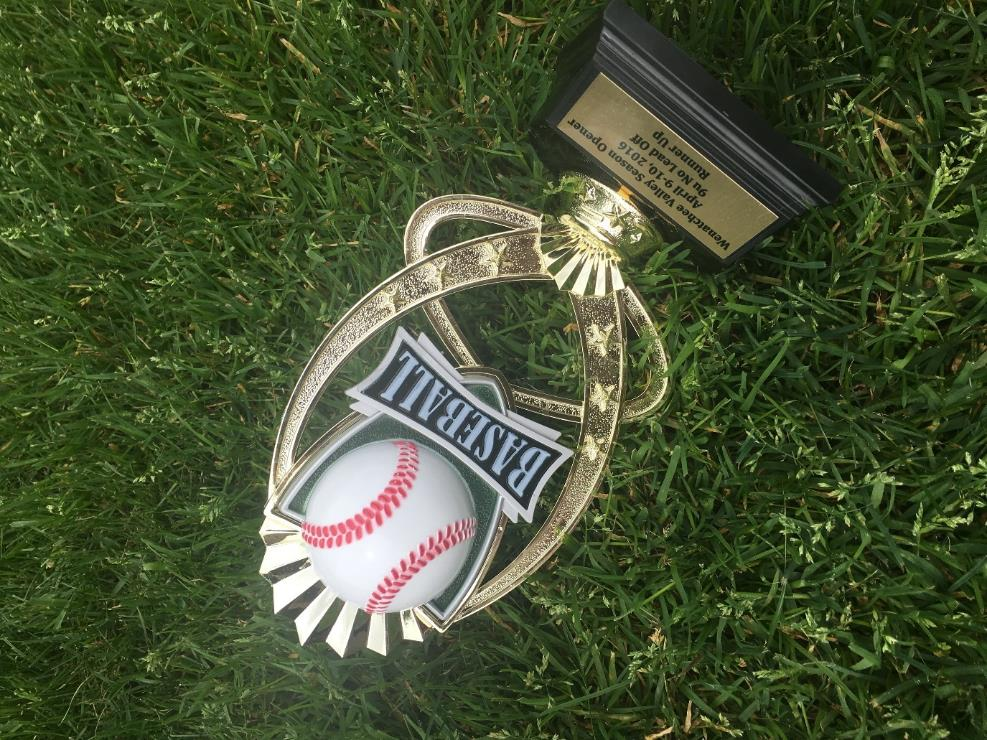 BASEBALL
Wenatchee Valley Season Opener
April 9-10, 2016
9u No Lead Off
Runner Up